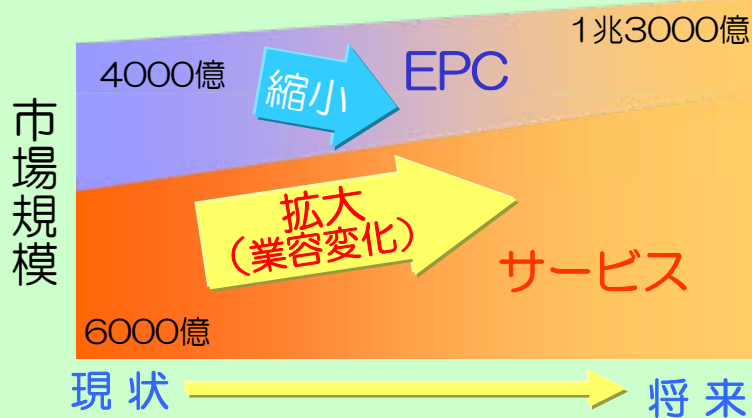 1兆3000億
4000億
EPC
縮小
市場規模
拡大
（業容変化）
サービス
6000億
現 状
将 来